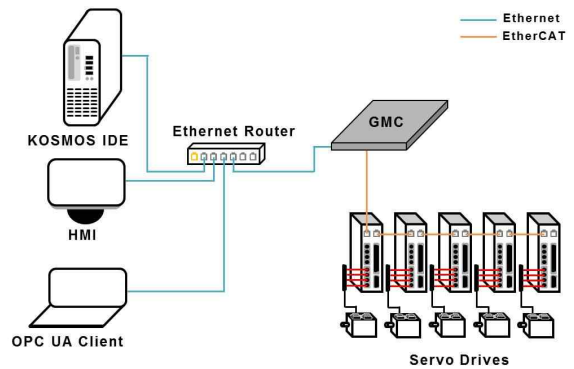 Ethernet
EtherCAT
KOSMOS IDE
Ethernet Router
GMC
HMI
OPC UA Client
Servo Drives